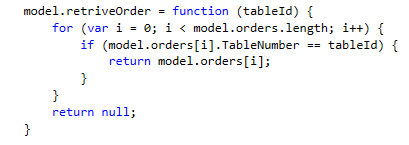 model.retriveOrder = function (tableId) {
    for (var i = 0; i < model.orders.length; i++) {
        if (model.orders[i].TableNumber == tableId) {
            return model.orders[i];
        }
    }
    return null;
}